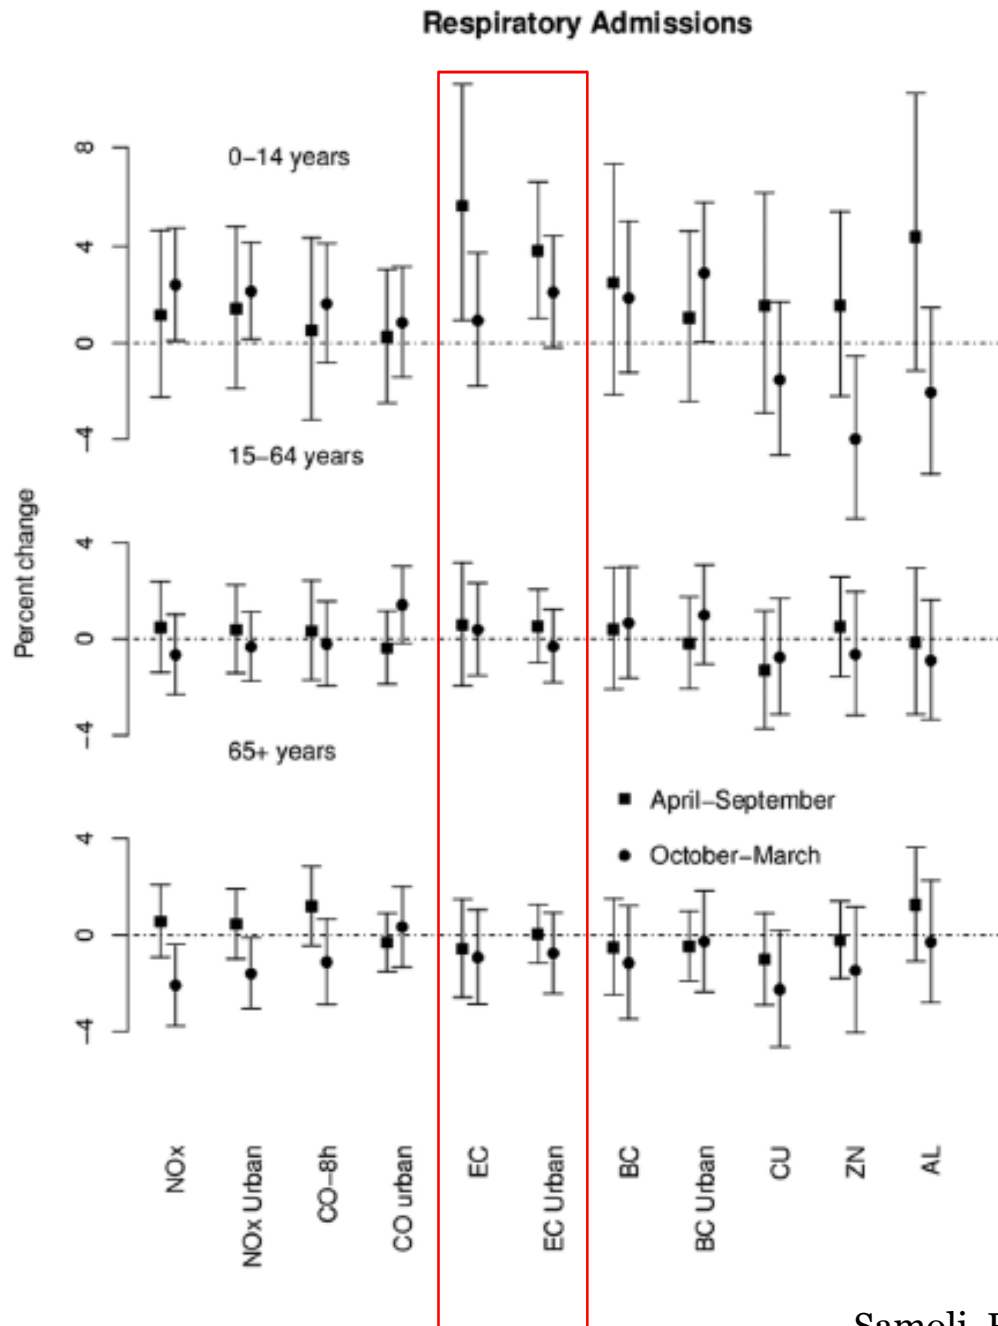 Respiratory Admissions
8
4
0
−4
0−14 years
15−64 years
4
0
−4
65+ years
4
0
−4
Percent change
April−September
October−March
NOx
NOx Urban
CO−8h
CO urban
EC
EC Urban
BC
BC Urban
CU
ZN
AL